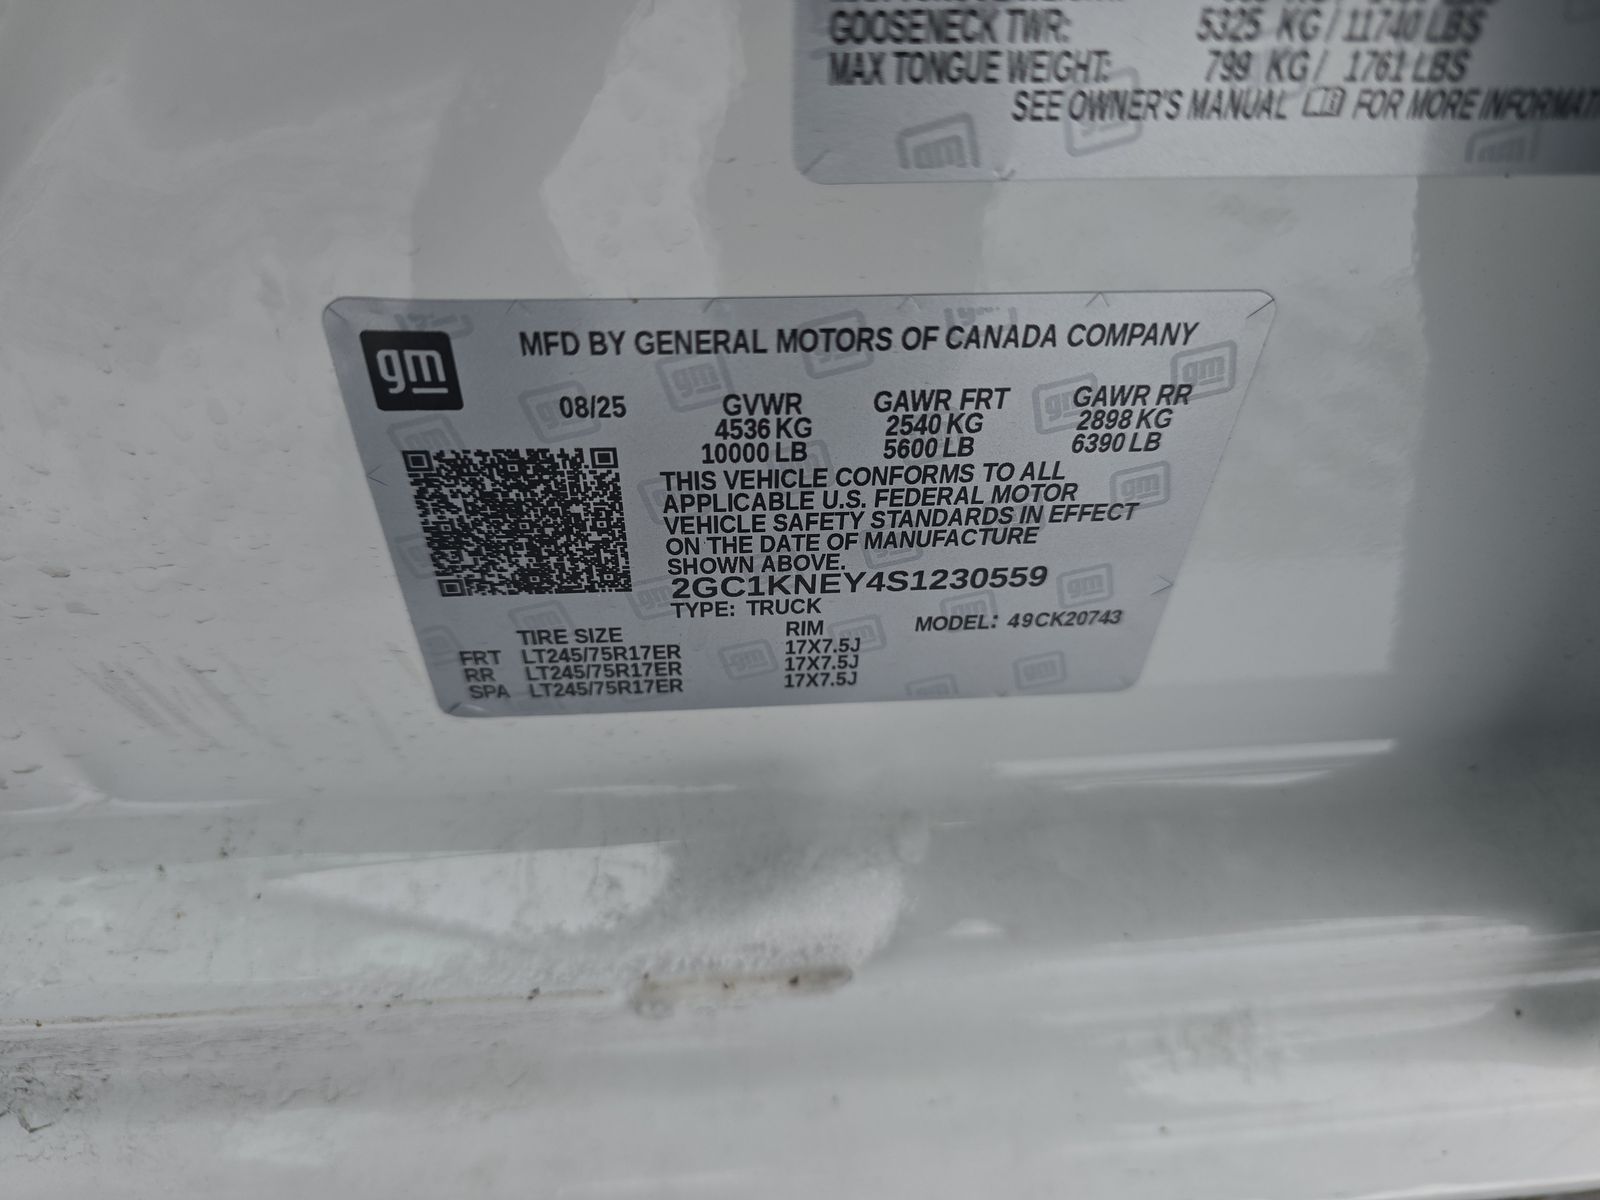 GOOSENECK TWR: 5325 KG / 11740 LBS
MAX TONGUE WEIGHT: 799 KG / 1761 LBS
SEE OWNER'S MANUAL FOR MORE
gm
MFD BY GENERAL MOTORS OF CANADA COMPANY
08/25 GVWR GAWR FRT GAWR RR
4536 KG 2540 KG 2898 KG
10000 LB 5600 LB 6390 LB
THIS VEHICLE CONFORMS TO ALL
APPLICABLE U.S. FEDERAL MOTOR
VEHICLE SAFETY STANDARDS IN EFFECT
ON THE DATE OF MANUFACTURE
SHOWN ABOVE.
2GC1KNEY4S1230559
TYPE: TRUCK MODEL: 49CK20743
TIRE SIZE RIM
FRT LT245/75R17ER 17X7.5J
RR LT245/75R17ER 17X7.5J
SPA LT245/75R17ER 17X7.5J